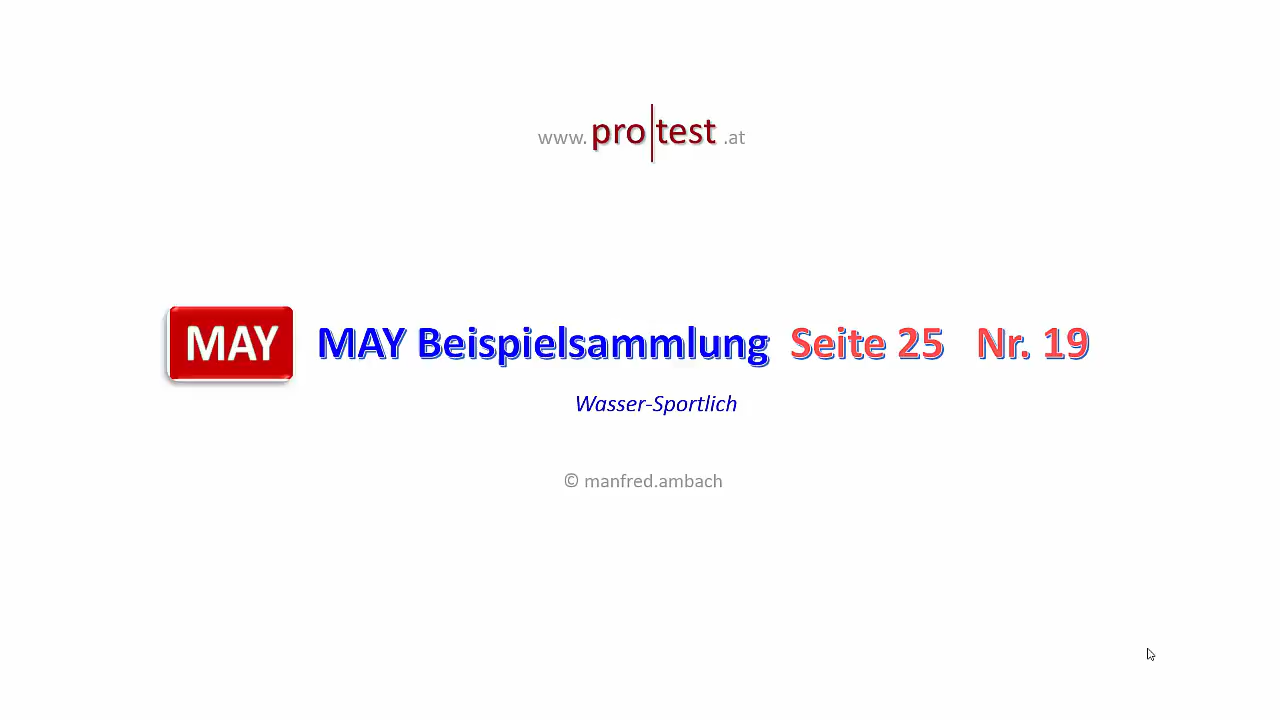 www.pro|test.at
MAY MAY Beispielsammlung Seite 25 Nr. 19
Wasser-Sportlich
© manfred.ambach